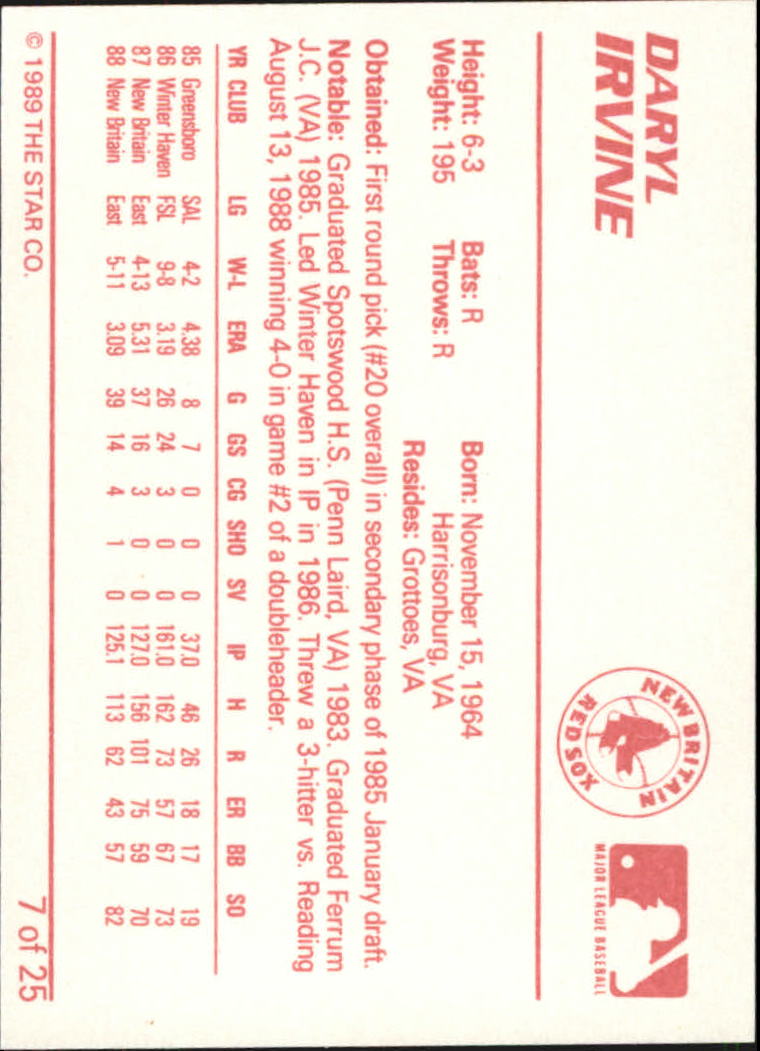 DARYL
IRVINE
NEW BRITAIN
RED SOX
MAJOR LEAGUE BASEBALL
Height: 6-3 Bats: R Born: November 15, 1964
Weight: 195 Throws: R Harrisonburg, VA
Resides: Grottoes, VA
Obtained: First round pick (#20 overall) in secondary phase of 1985 January draft.
Notable: Graduated Spotswood H.S. (Penn Laird, VA) 1983. Graduated Ferrum
J.C. (VA) 1985. Led Winter Haven in IP in 1986. Threw a 3-hitter vs. Reading
August 13, 1988 winning 4-0 in game #2 of a doubleheader.
YR CLUB LG W-L ERA G GS CG SHO SV IP H R ER BB SO
85 Greensboro SAL 4-2 4.38 8 7 0 0 0 37.0 46 26 18 17 19
86 Winter Haven FSL 9-8 3.19 26 24 3 0 0 161.0 162 73 57 67 73
87 New Britain East 4-13 5.31 37 16 3 0 0 127.0 156 101 75 59 70
88 New Britain East 5-11 3.09 39 14 4 1 0 125.1 113 62 43 57 82
© 1989 THE STAR CO. 7 of 25